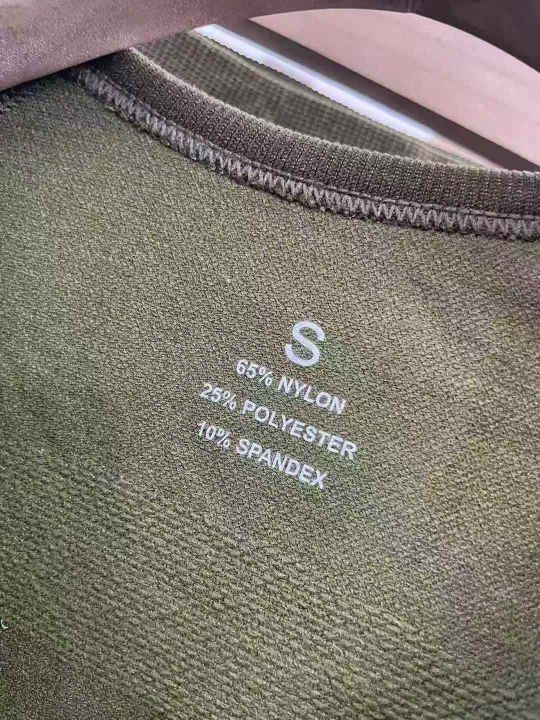 S
65% NYLON
25% POLYESTER
10% SPANDEX